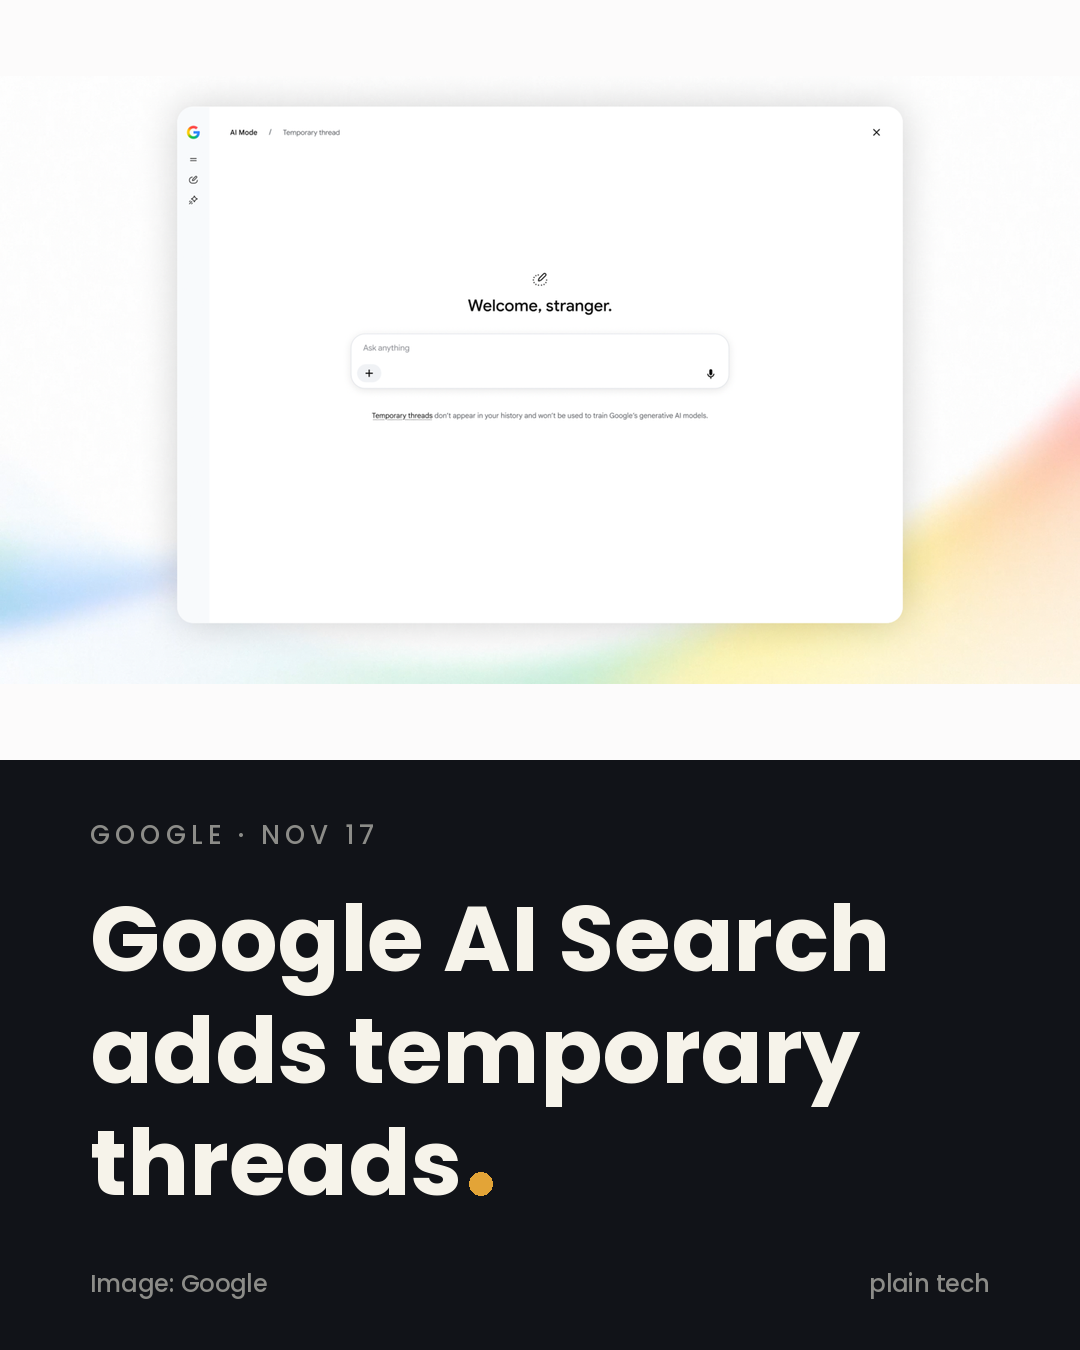 AI Mode / Temporary thread
Welcome, stranger.
Ask anything
Temporary threads don't appear in your history and won't be used to train Google's generative AI models.
GOOGLE · NOV 17
Google AI Search
adds temporary
threads.
Image: Google
plain tech